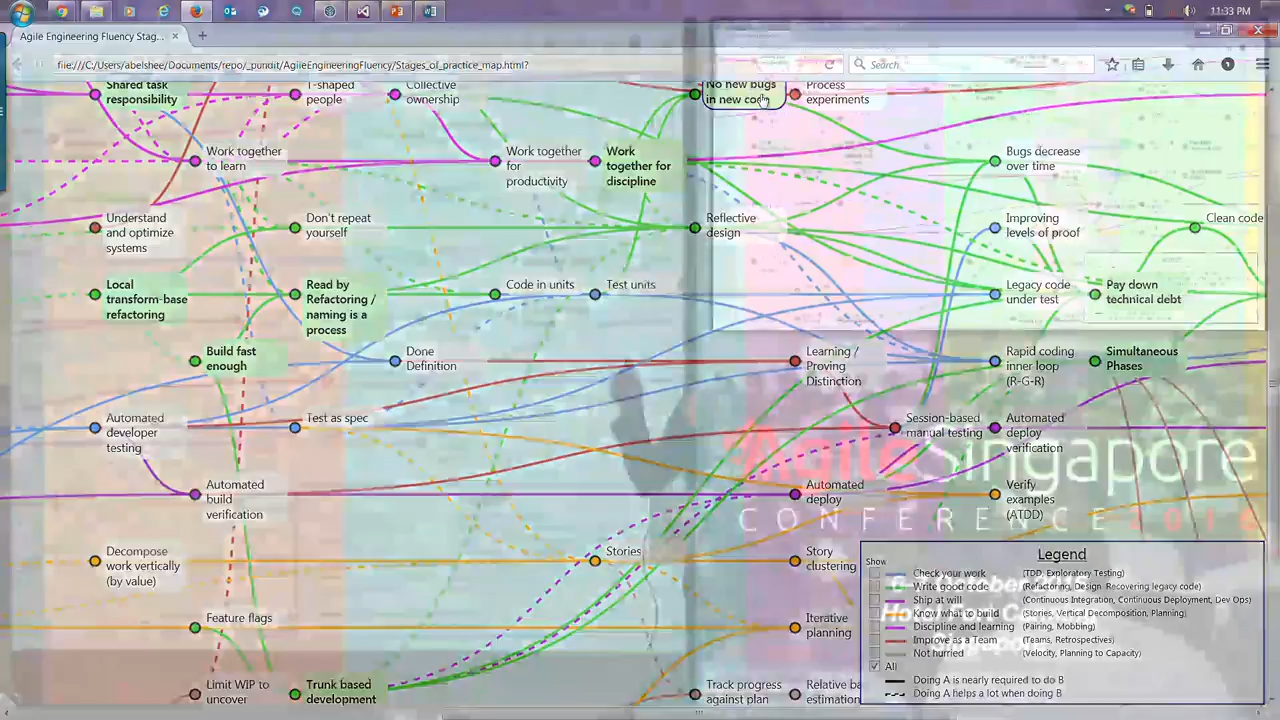 11:33 PM
Agile Engineering Fluency Stag...
file:///C:/Users/abelshee/Documents/repo/_pundit/AgileEngineeringFluency/Stages_of_practice_map.html?
Search
Shared task
responsibility
T-shaped
people
Collective
ownership
No new bugs
in new code
Process
experiments
Work together
to learn
Work together
for
productivity
Work
together for
discipline
Bugs decrease
over time
Understand
and optimize
systems
Don't repeat
yourself
Reflective
design
Improving
levels of proof
Clean code
Local
transform-base
refactoring
Read by
Refactoring /
naming is a
process
Code in units
Test units
Legacy code
under test
Pay down
technical debt
Build fast
enough
Done
Definition
Learning /
Proving
Distinction
Rapid coding
inner loop
(R-G-R)
Simultaneous
Phases
Automated
developer
testing
Test as spec
Session-based
manual testing
Automated
deploy
verification
Automated
build
verification
Automated
deploy
Verify
examples
(ATDD)
AgileSingapore
CONFERENCE 2016
Decompose
work vertically
(by value)
Stories
Story
clustering
Feature flags
Iterative
planning
Limit WIP to
uncover
Trunk based
development
Track progress
against plan
Relative ba
estimation
Legend
Show
Check your work (TDD, Exploratory Testing)
Write good code (Refactoring, Design, Recovering legacy code)
Ship at will (Continuous Integration, Continuous Deployment, Dev Ops)
Know what to build (Stories, Vertical Decomposition, Planning)
Discipline and learning (Pairing, Mobbing)
Improve as a Team (Teams, Retrospectives)
Not hurried (Velocity, Planning to Capacity)
All
Doing A is nearly required to do B
Doing A helps a lot when doing B